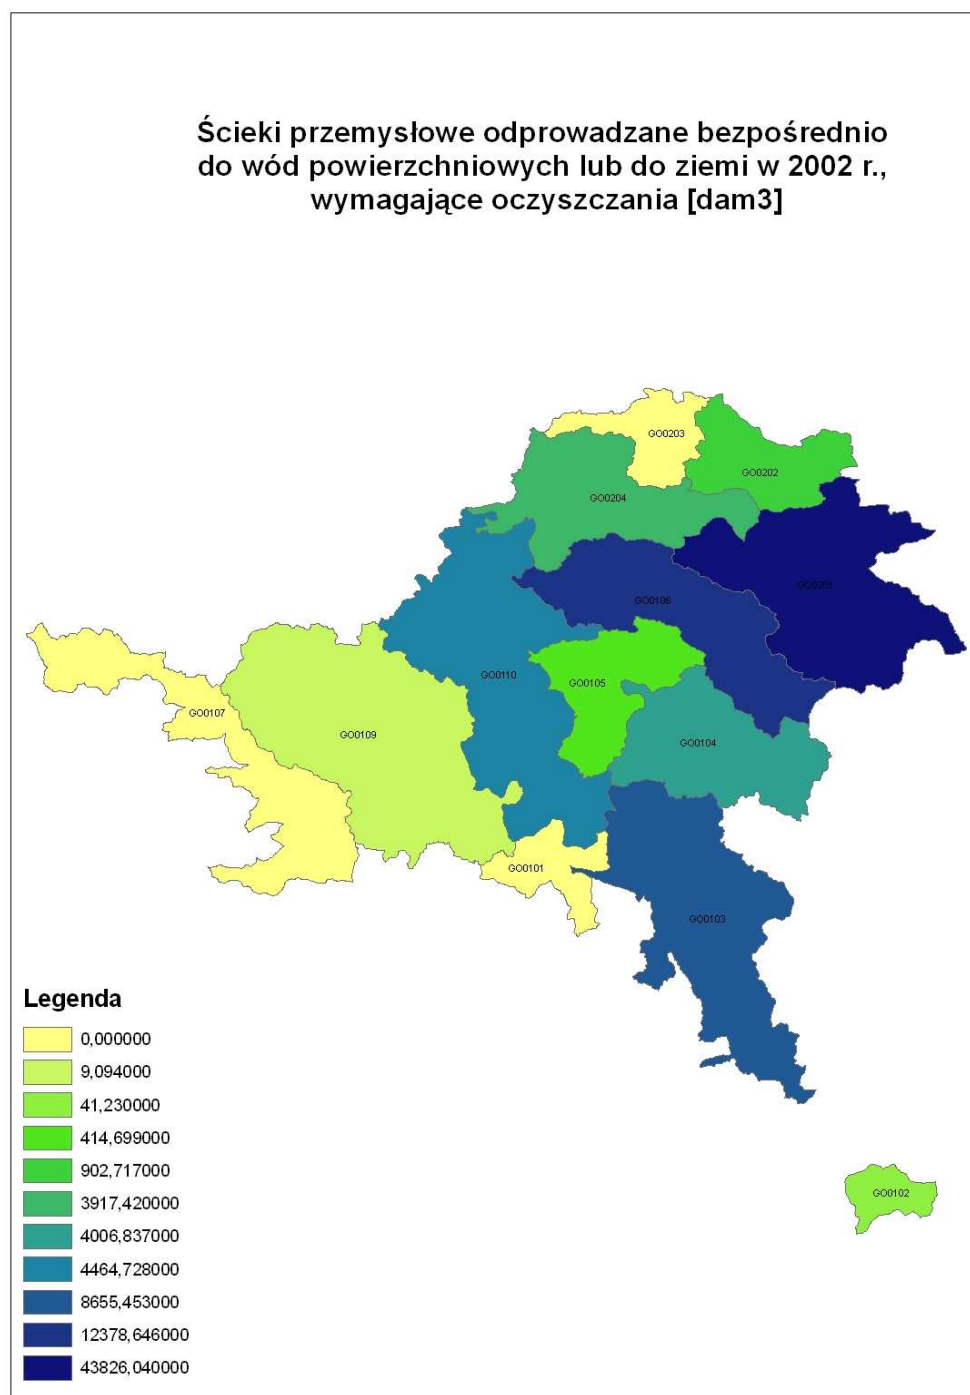 Ścieki przemysłowe odprowadzane bezpośrednio
do wód powierzchniowych lub do ziemi w 2002 r.,
wymagające oczyszczania [dam3]
GO0203
GO0202
GO0204
GO0201
GO0106
GO0110
GO0105
GO0107
GO0109
GO0104
GO0101
GO0103
GO0102
Legenda
0,000000
9,094000
41,230000
414,699000
902,717000
3917,420000
4006,837000
4464,728000
8655,453000
12378,646000
43826,040000